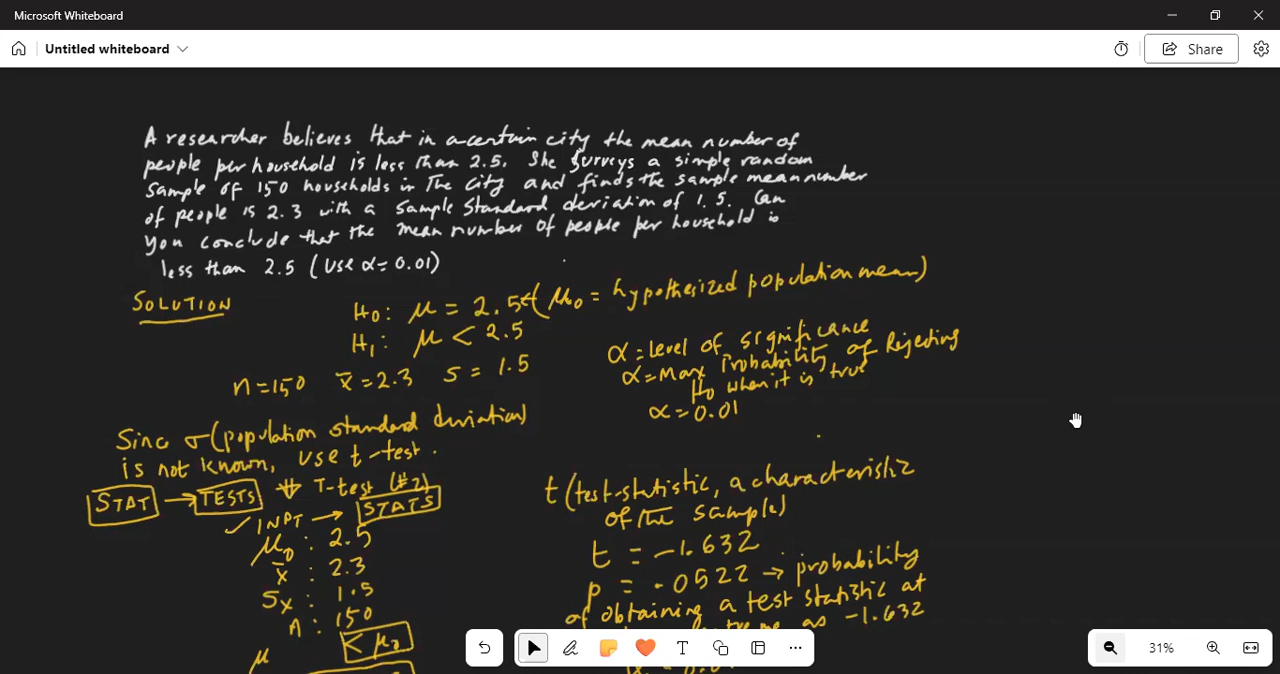 Microsoft Whiteboard
Untitled whiteboard
Share
A researcher believes that in a certain city the mean number of
people per household is less than 2.5. She surveys a simple random
sample of 150 households in The city and finds the sample mean number
of people is 2.3 with a sample standard deviation of 1.5. Can
you conclude that the mean number of people per household is
less than 2.5 (use α = 0.01)
SOLUTION
H₀: μ = 2.5 ← (μ₀ = hypothesized population mean)
H₁: μ < 2.5
n = 150 x̄ = 2.3 S = 1.5
α = level of significance
α = Max Probability of Rejecting
H₀ when it is true
α = 0.01
Sinc σ (population standard deviation)
is not known, use t-test.
STAT → TESTS ↓ T-test (#2)
✓ INPT → STATS
μ₀ : 2.5
x̄ : 2.3
Sx : 1.5
n : 150
μ < μ₀
t (test-statistic, a characteristic
of the sample)
t = -1.632
p = .0522 → probability
of obtaining a test statistic at
as -1.632
31%